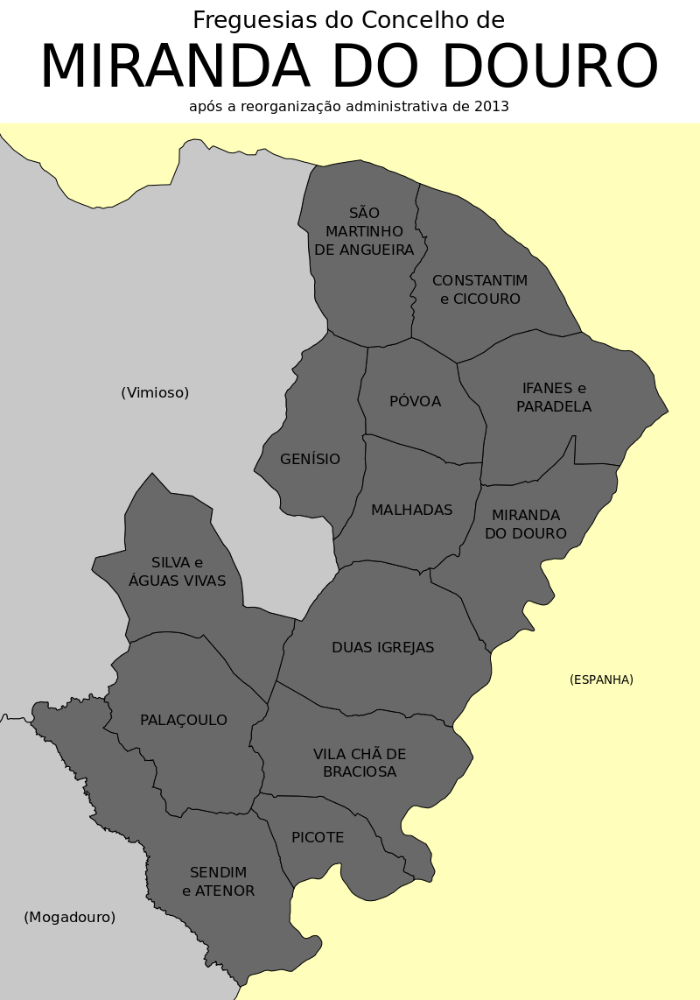 Freguesias do Concelho de
MIRANDA DO DOURO
após a reorganização administrativa de 2013
SÃO
MARTINHO
DE ANGUEIRA
CONSTANTIM
e CICOURO
(Vimioso)
PÓVOA
IFANES e
PARADELA
GENÍSIO
MALHADAS
MIRANDA
DO DOURO
SILVA e
ÁGUAS VIVAS
DUAS IGREJAS
(ESPANHA)
PALAÇOULO
VILA CHÃ DE
BRACIOSA
PICOTE
SENDIM
e ATENOR
(Mogadouro)